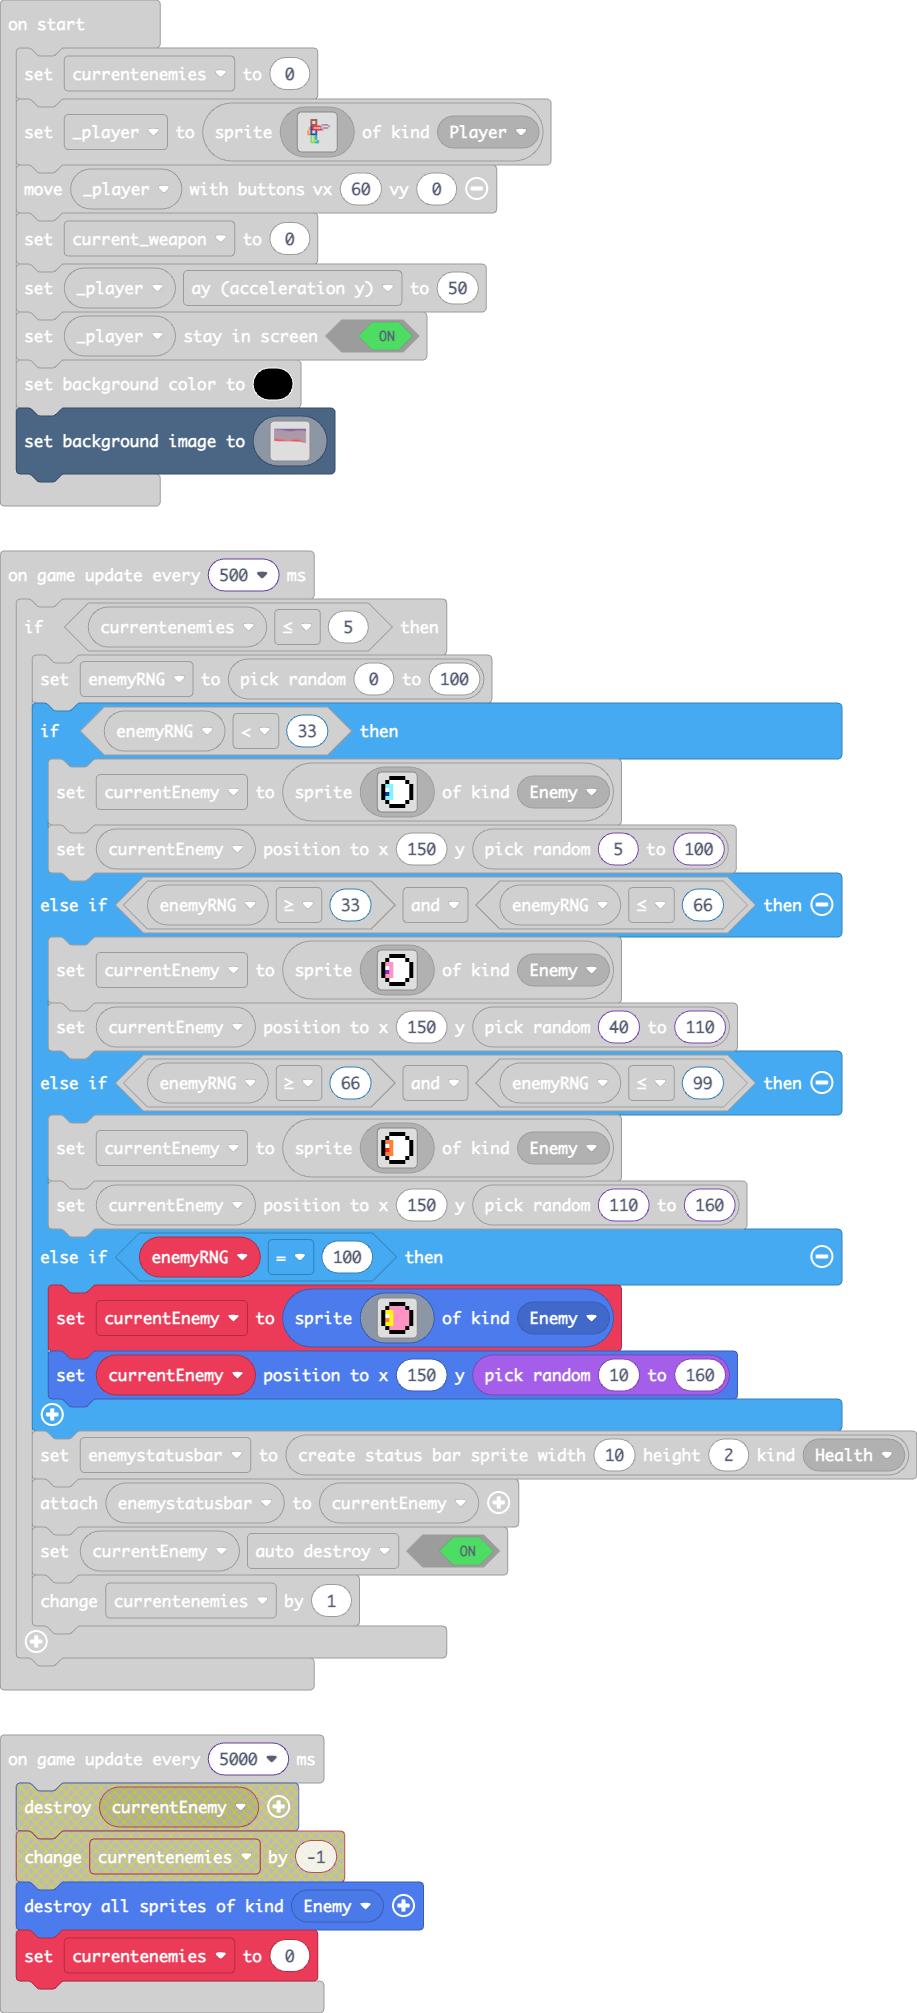 on start
set currentenemies to 0
set _player to sprite of kind Player
move _player with buttons vx 60 vy 0
set current_weapon to 0
set _player ay (acceleration y) to 50
set _player stay in screen ON
set background color to
set background image to
on game update every 500 ms
if currentenemies ≤ 5 then
set enemyRNG to pick random 0 to 100
if enemyRNG < 33 then
set currentEnemy to sprite of kind Enemy
set currentEnemy position to x 150 y pick random 5 to 100
else if enemyRNG ≥ 33 and enemyRNG ≤ 66 then
set currentEnemy to sprite of kind Enemy
set currentEnemy position to x 150 y pick random 40 to 110
else if enemyRNG ≥ 66 and enemyRNG ≤ 99 then
set currentEnemy to sprite of kind Enemy
set currentEnemy position to x 150 y pick random 110 to 160
else if enemyRNG = 100 then
set currentEnemy to sprite of kind Enemy
set currentEnemy position to x 150 y pick random 10 to 160
set enemystatusbar to create status bar sprite width 10 height 2 kind Health
attach enemystatusbar to currentEnemy
set currentEnemy auto destroy ON
change currentenemies by 1
on game update every 5000 ms
destroy currentEnemy
change currentenemies by -1
destroy all sprites of kind Enemy
set currentenemies to 0